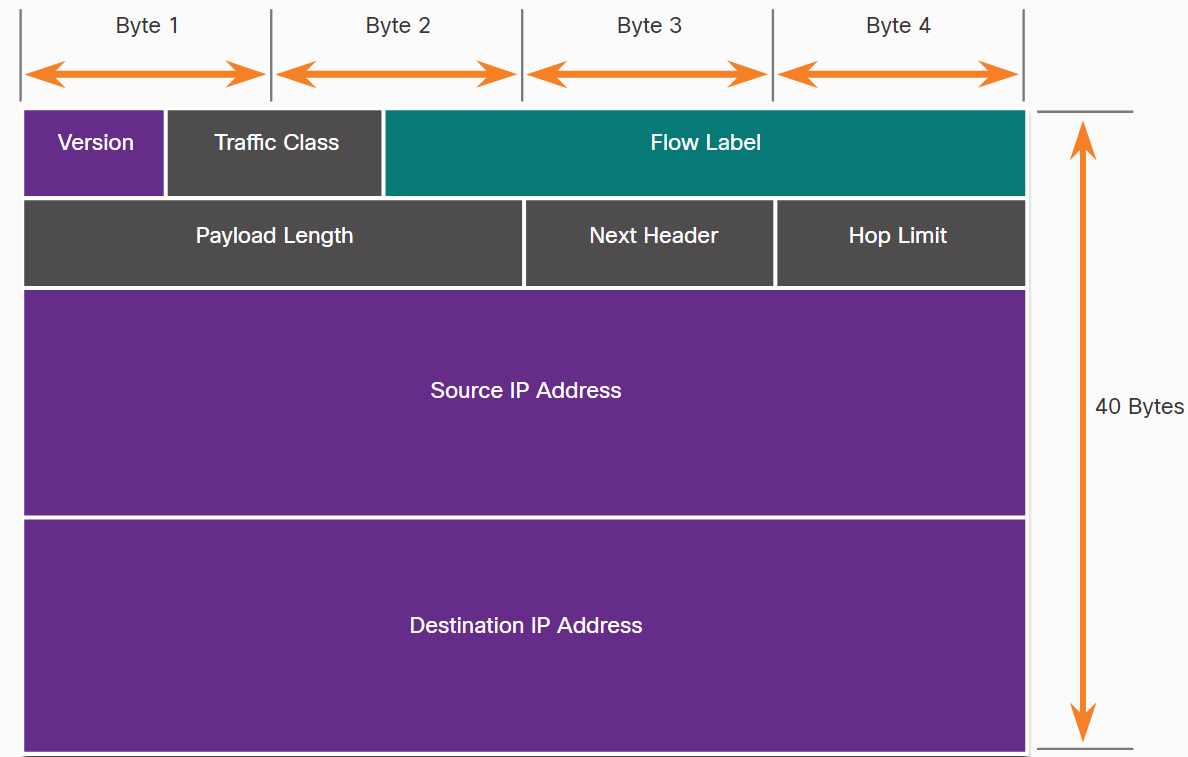 Byte 1
Byte 2
Byte 3
Byte 4
Version
Traffic Class
Flow Label
Payload Length
Next Header
Hop Limit
Source IP Address
40 Bytes
Destination IP Address